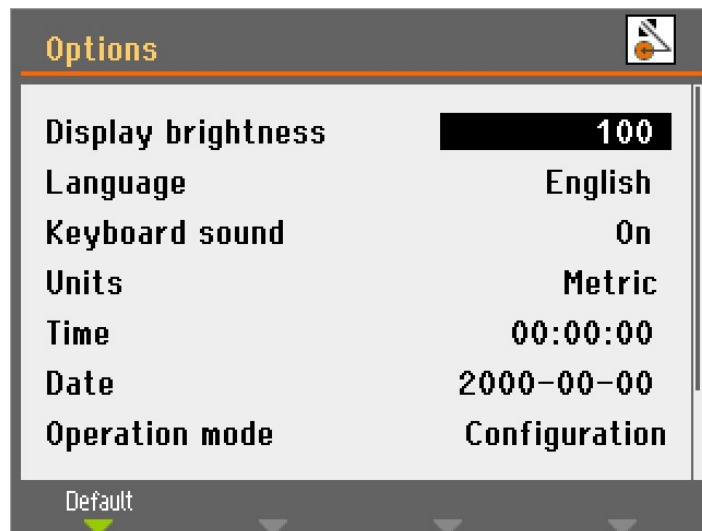 Options
Display brightness 100
Language English
Keyboard sound On
Units Metric
Time 00:00:00
Date 2000-00-00
Operation mode Configuration
Default